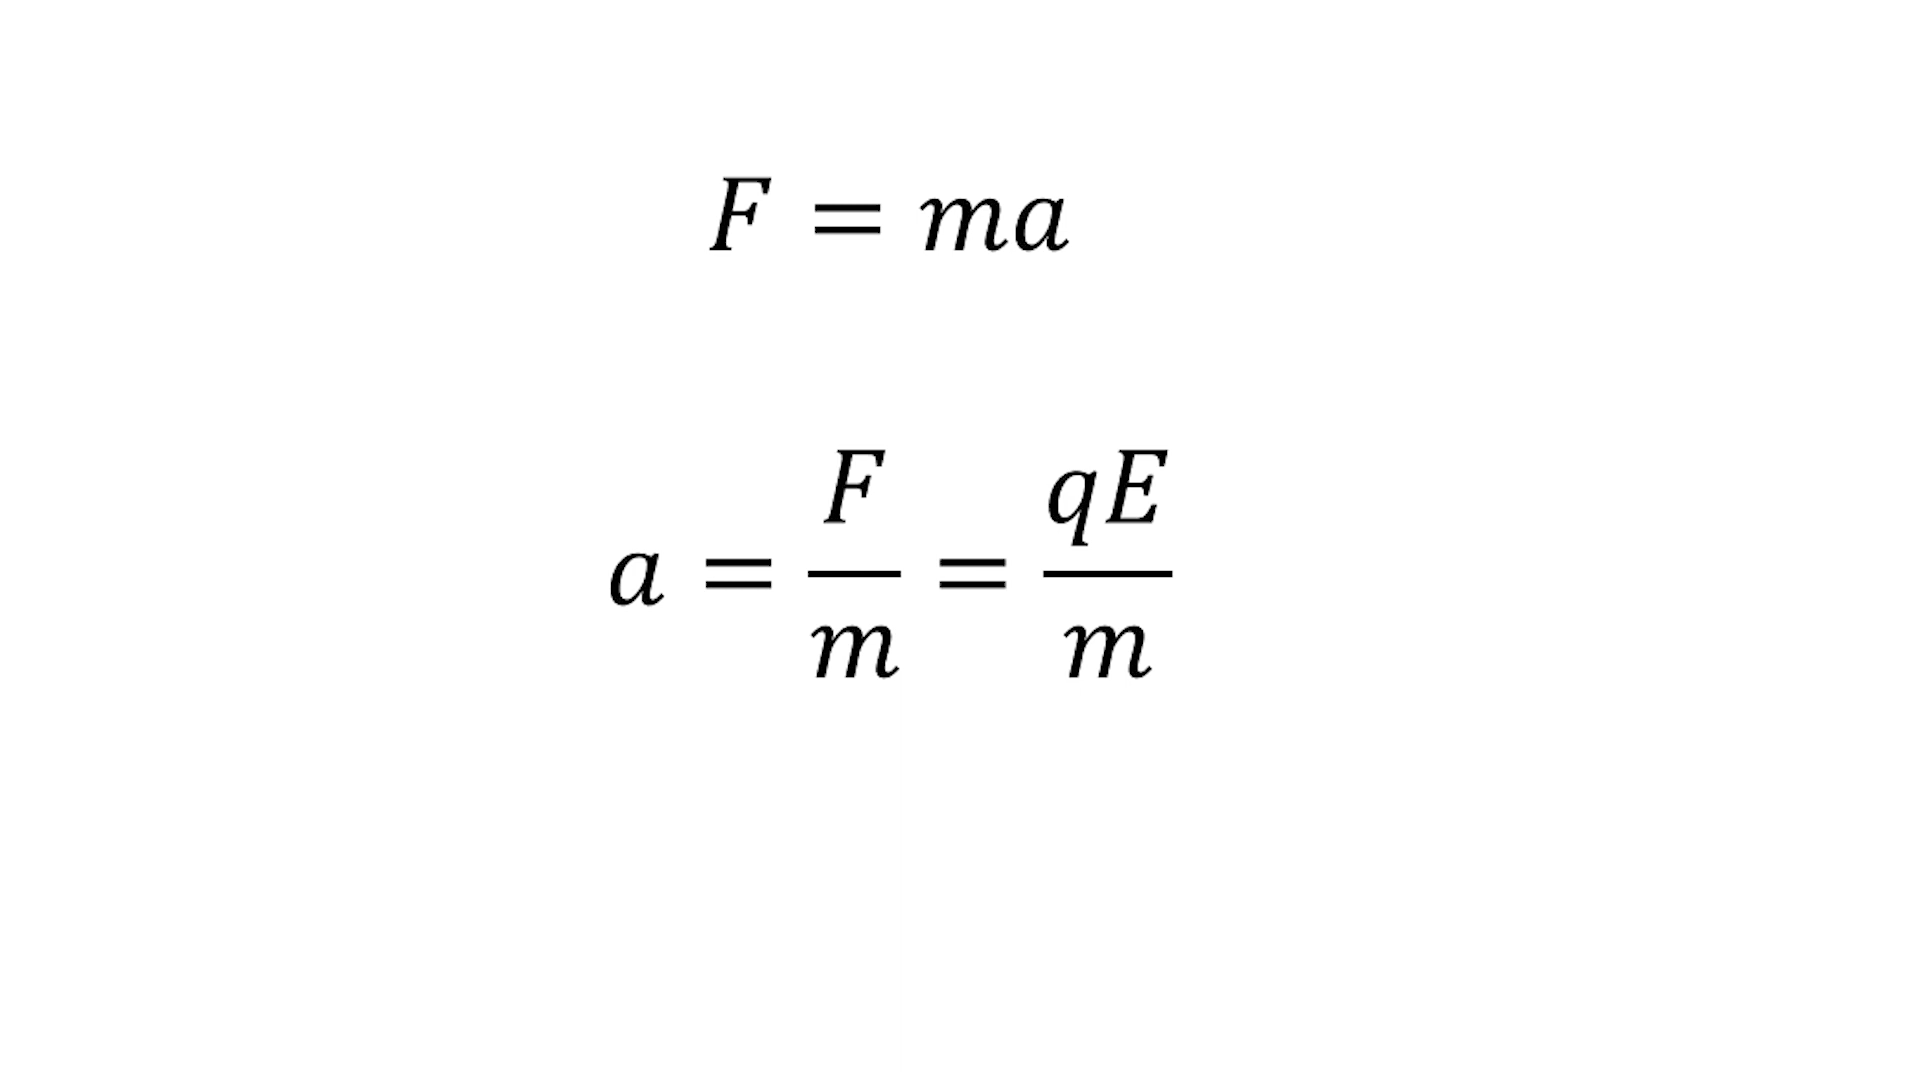 F = ma
a = F/m = qE/m